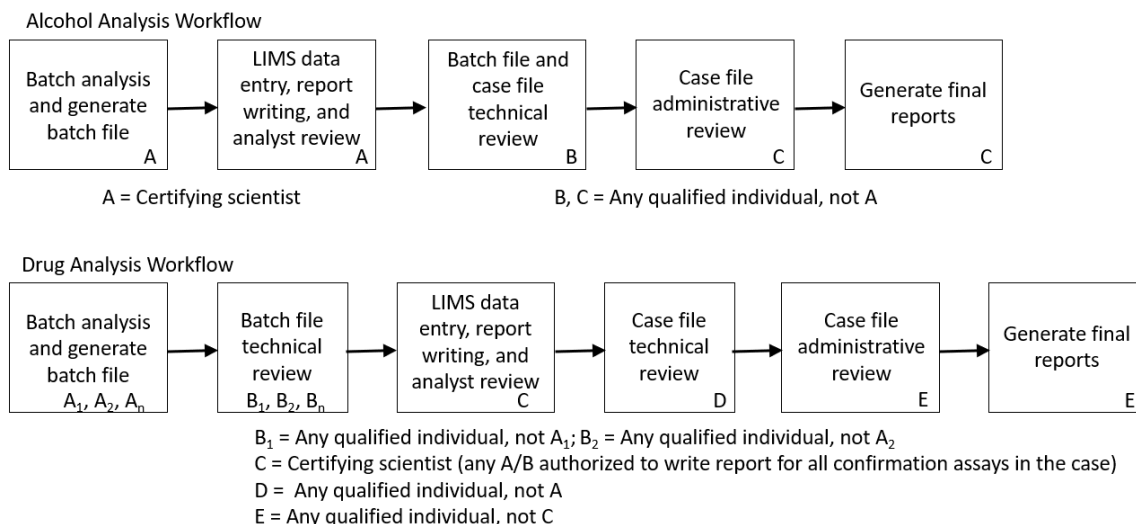 Alcohol Analysis Workflow
Batch analysis
and generate
batch file
A
LIMS data
entry, report
writing, and
analyst review
A
Batch file and
case file
technical
review
B
Case file
administrative
review
C
Generate final
reports
C
A = Certifying scientist
B, C = Any qualified individual, not A
Drug Analysis Workflow
Batch analysis
and generate
batch file
A₁, A₂, Aₙ
Batch file
technical
review
B₁, B₂, Bₙ
LIMS data
entry, report
writing, and
analyst review
C
Case file
technical
review
D
Case file
administrative
review
E
Generate final
reports
E
B₁ = Any qualified individual, not A₁; B₂ = Any qualified individual, not A₂
C = Certifying scientist (any A/B authorized to write report for all confirmation assays in the case)
D = Any qualified individual, not A
E = Any qualified individual, not C